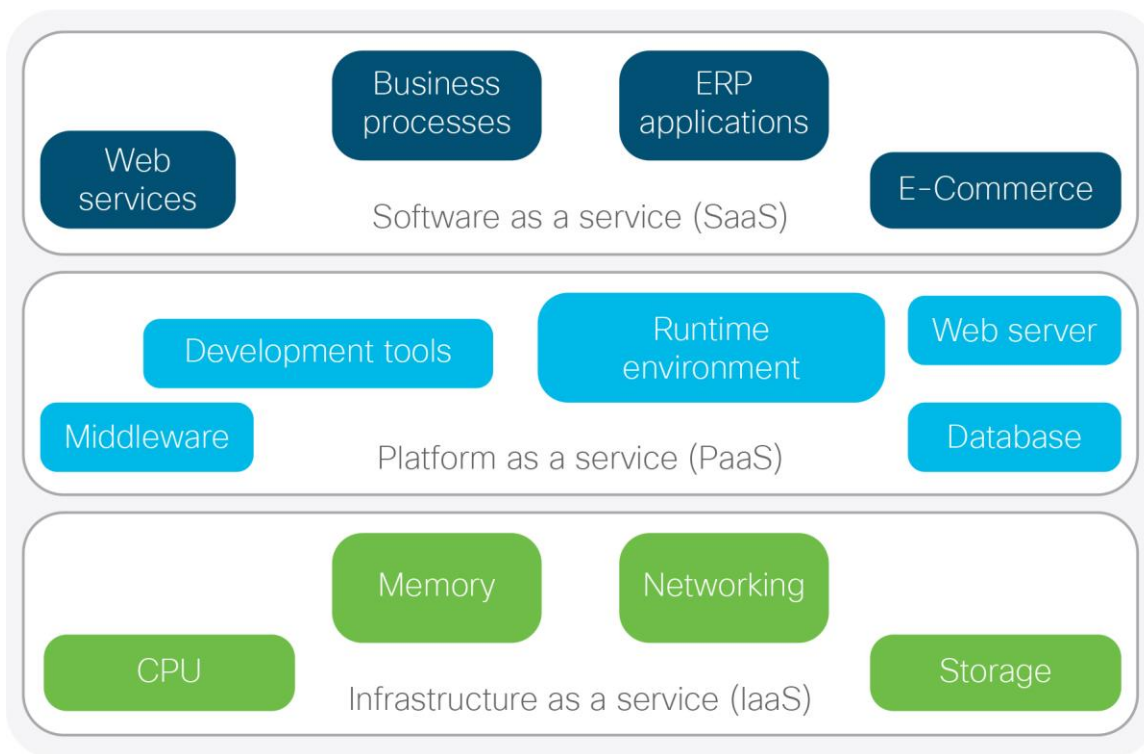 Business
processes
ERP
applications
Web
services
E-Commerce
Software as a service (SaaS)
Development tools
Runtime
environment
Web server
Middleware
Database
Platform as a service (PaaS)
Memory
Networking
CPU
Storage
Infrastructure as a service (IaaS)